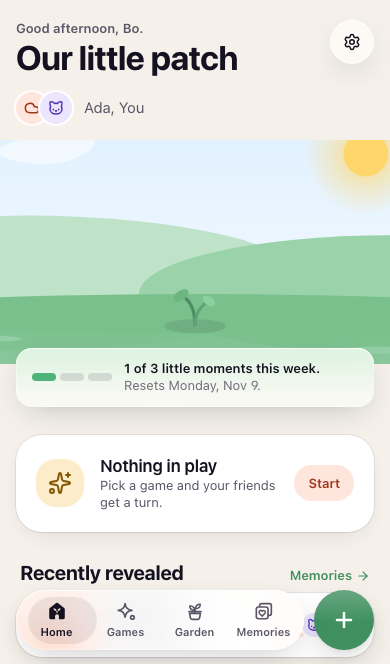 Good afternoon, Bo.
Our little patch
Ada, You
1 of 3 little moments this week.
Resets Monday, Nov 9.
Nothing in play
Pick a game and your friends
get a turn.
Start
Recently revealed
Memories →
Home
Games
Garden
Memories